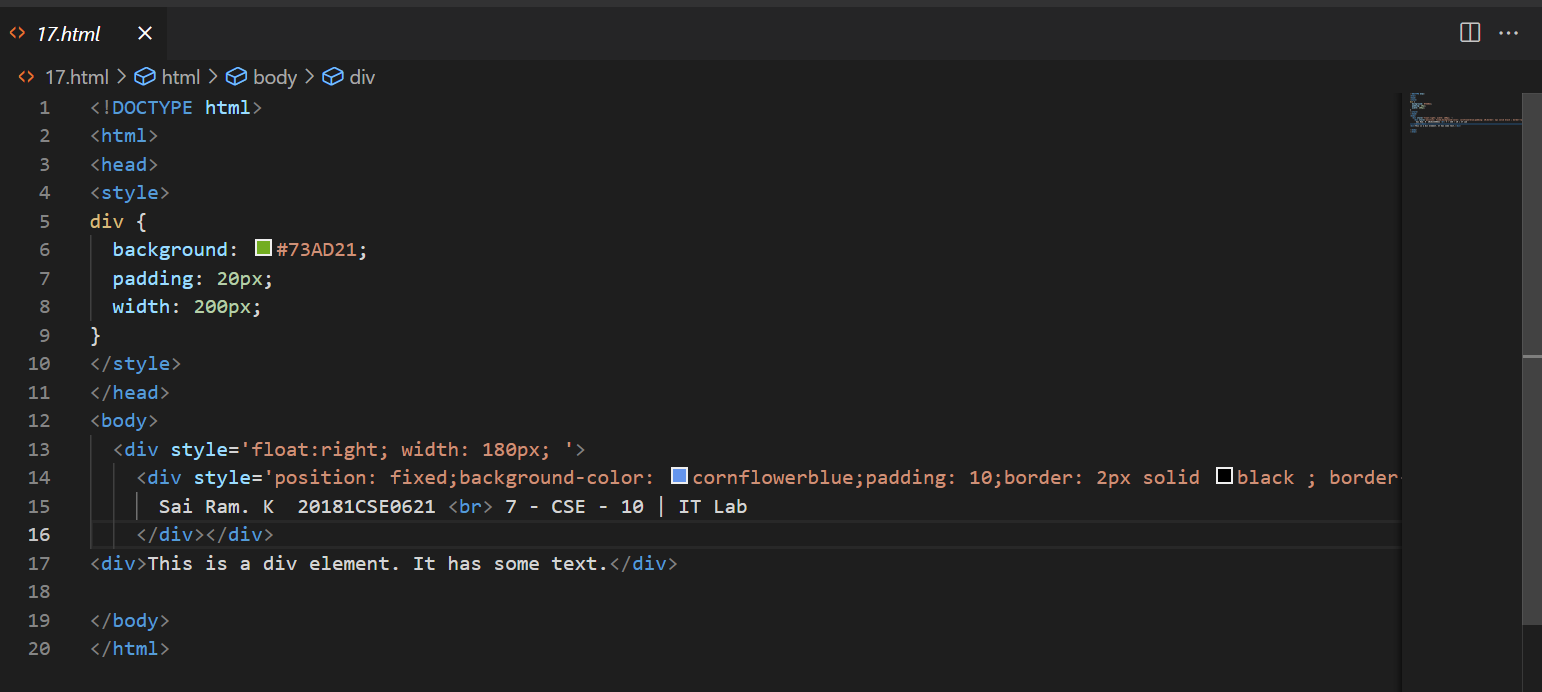 17.html
17.html > html > body > div
1 <!DOCTYPE html>
2 <html>
3 <head>
4 <style>
5 div {
6 background: #73AD21;
7 padding: 20px;
8 width: 200px;
9 }
10 </style>
11 </head>
12 <body>
13 <div style='float:right; width: 180px; '>
14 <div style='position: fixed;background-color: cornflowerblue;padding: 10;border: 2px solid black ; border-
15 Sai Ram. K  20181CSE0621 <br> 7 - CSE - 10 | IT Lab
16 </div></div>
17 <div>This is a div element. It has some text.</div>
18
19 </body>
20 </html>